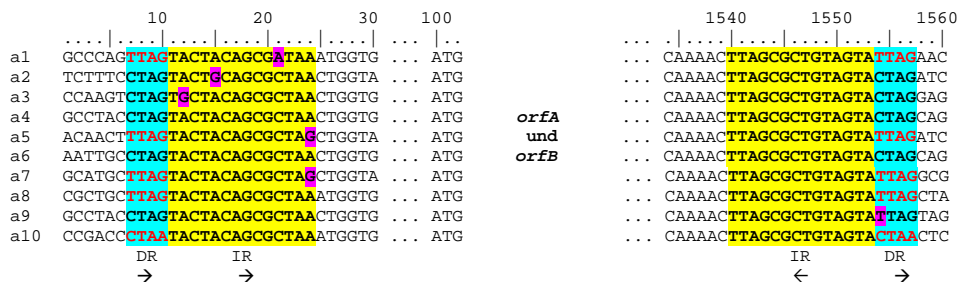 10 20 30 100 1540 1550 1560
a1 GCCCAGTTAGTACTACAGCGATAAATGGTG ... ATG ... CAAAACTTAGCGCTGTAGTATTAGAAC
a2 TCTTTCCTAGTACTGCAGCGCTAACTGGTA ... ATG ... CAAAACTTAGCGCTGTAGTACTAGATC
a3 CCAAGTCTAGTGCTACAGCGCTAACTGGTG ... ATG ... CAAAACTTAGCGCTGTAGTACTAGGAG
a4 GCCTACCTAGTACTACAGCGCTAACTGGTG ... ATG orfA ... CAAAACTTAGCGCTGTAGTACTAGCAG
a5 ACAACTTTAGTACTACAGCGCTAGCTGGTA ... ATG und ... CAAAACTTAGCGCTGTAGTATTAGATC
a6 AATTGCCTAGTACTACAGCGCTAACTGGTG ... ATG orfB ... CAAAACTTAGCGCTGTAGTACTAGCAG
a7 GCATGCTTAGTACTACAGCGCTAGCTGGTA ... ATG ... CAAAACTTAGCGCTGTAGTATTAGGCG
a8 CGCTGCTTAGTACTACAGCGCTAACTGGTG ... ATG ... CAAAACTTAGCGCTGTAGTATTAGCTA
a9 GCCTACCTAGTACTACAGCGCTAACTGGTG ... ATG ... CAAAACTTAGCGCTGTAGTATTAGTAG
a10 CCGACCCTAATACTACAGCGCTAAATGGTG ... ATG ... CAAAACTTAGCGCTGTAGTACTAACTC
DR IR IR DR
→ → ← →